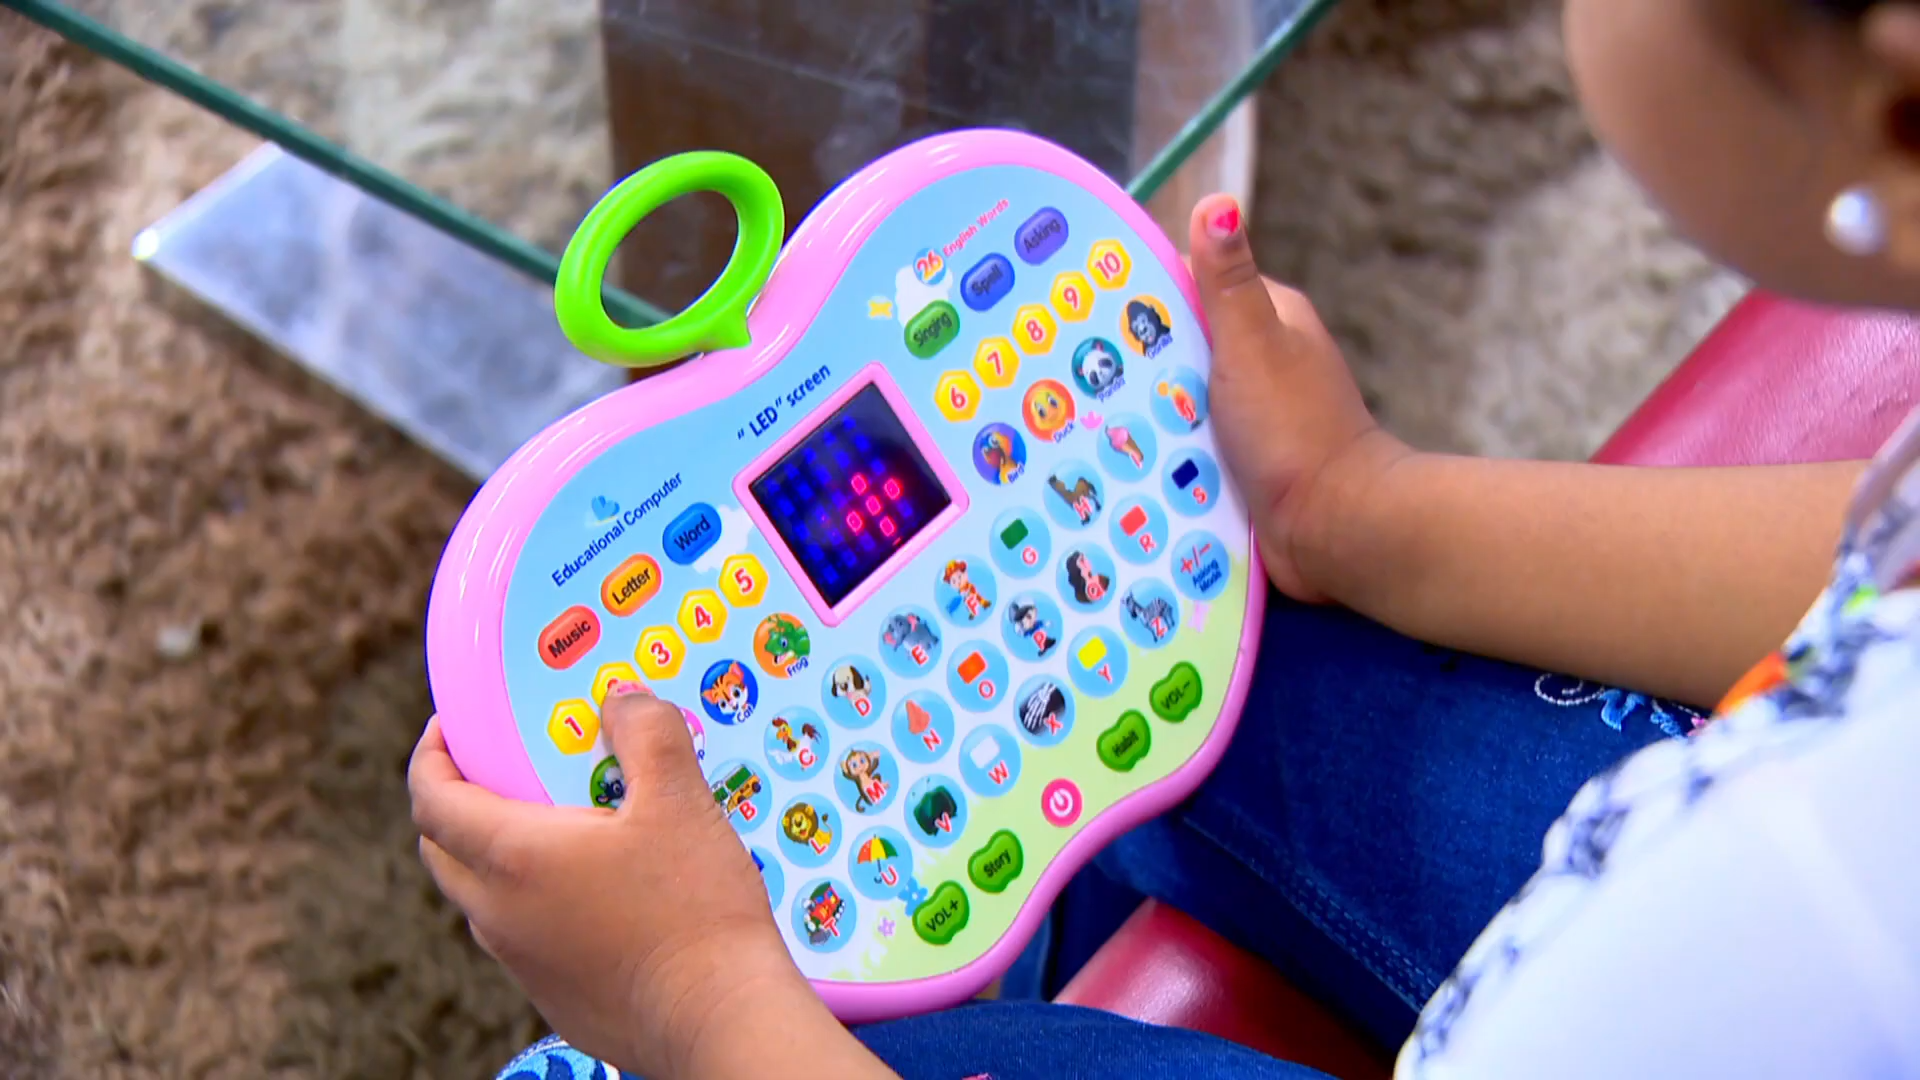 26 English Words
Singing Spell Asking
6 7 8 9 10
Bird Duck Panda Gorilla
"LED" screen
Educational Computer
Music Letter Word
1 3 4 5
Cat Frog
B C D E F G H
L M N O P Q R S
T U V W X Y Z
+/-
Asking
Mode
VOL+ Story Habit VOL-